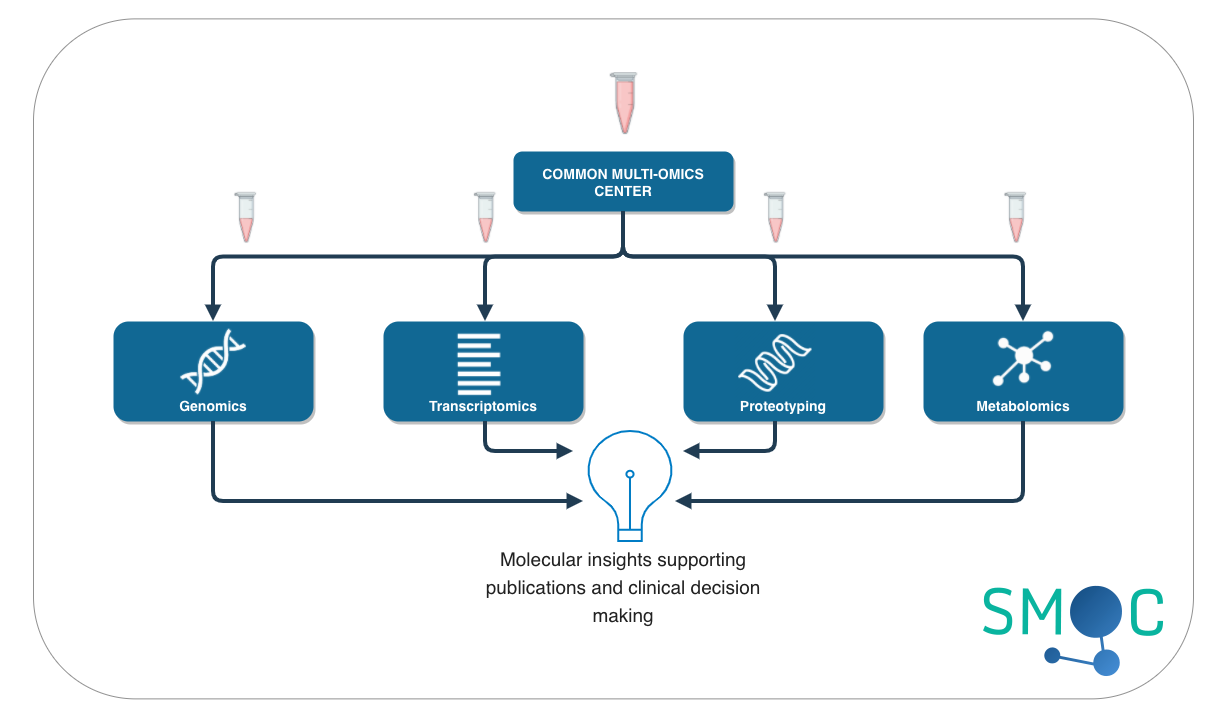 COMMON MULTI-OMICS
CENTER
Genomics
Transcriptomics
Proteotyping
Metabolomics
Molecular insights supporting
publications and clinical decision
making
SMOC